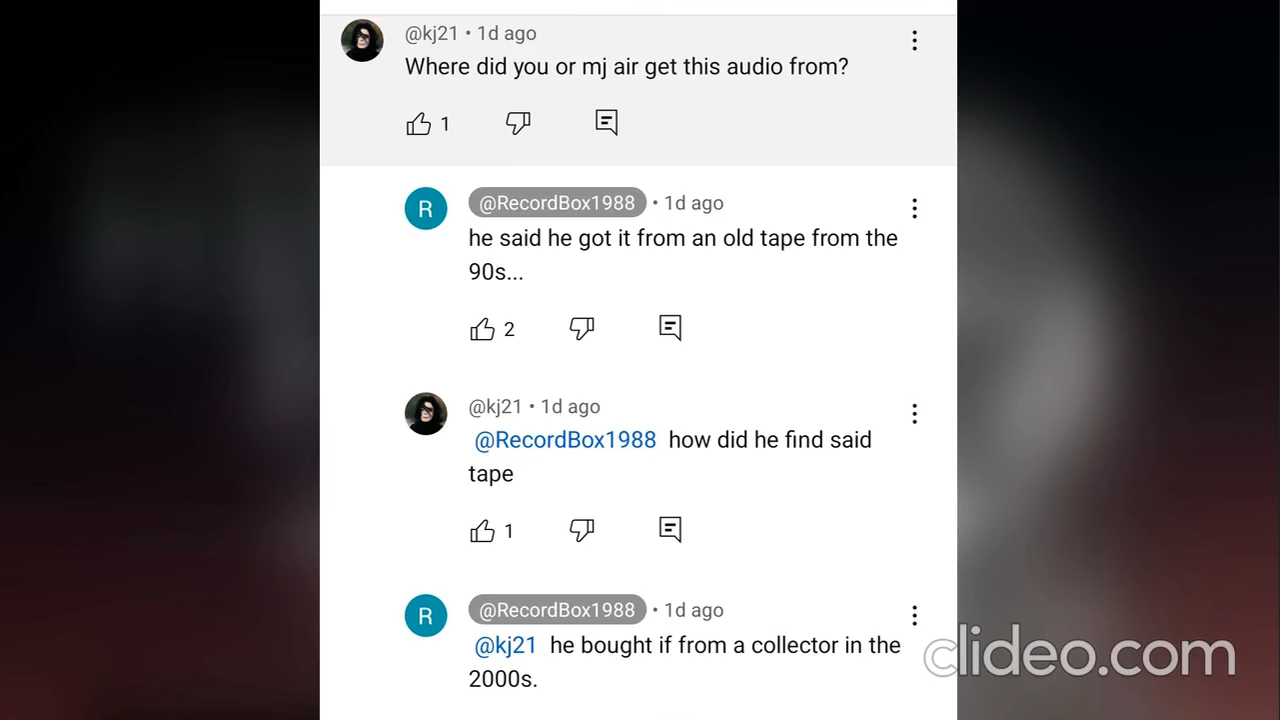 @kj21 • 1d ago
Where did you or mj air get this audio from?
1
R
@RecordBox1988 • 1d ago
he said he got it from an old tape from the
90s...
2
@kj21 • 1d ago
@RecordBox1988 how did he find said
tape
1
R
@RecordBox1988 • 1d ago
@kj21 he bought if from a collector in the
2000s.
clideo.com